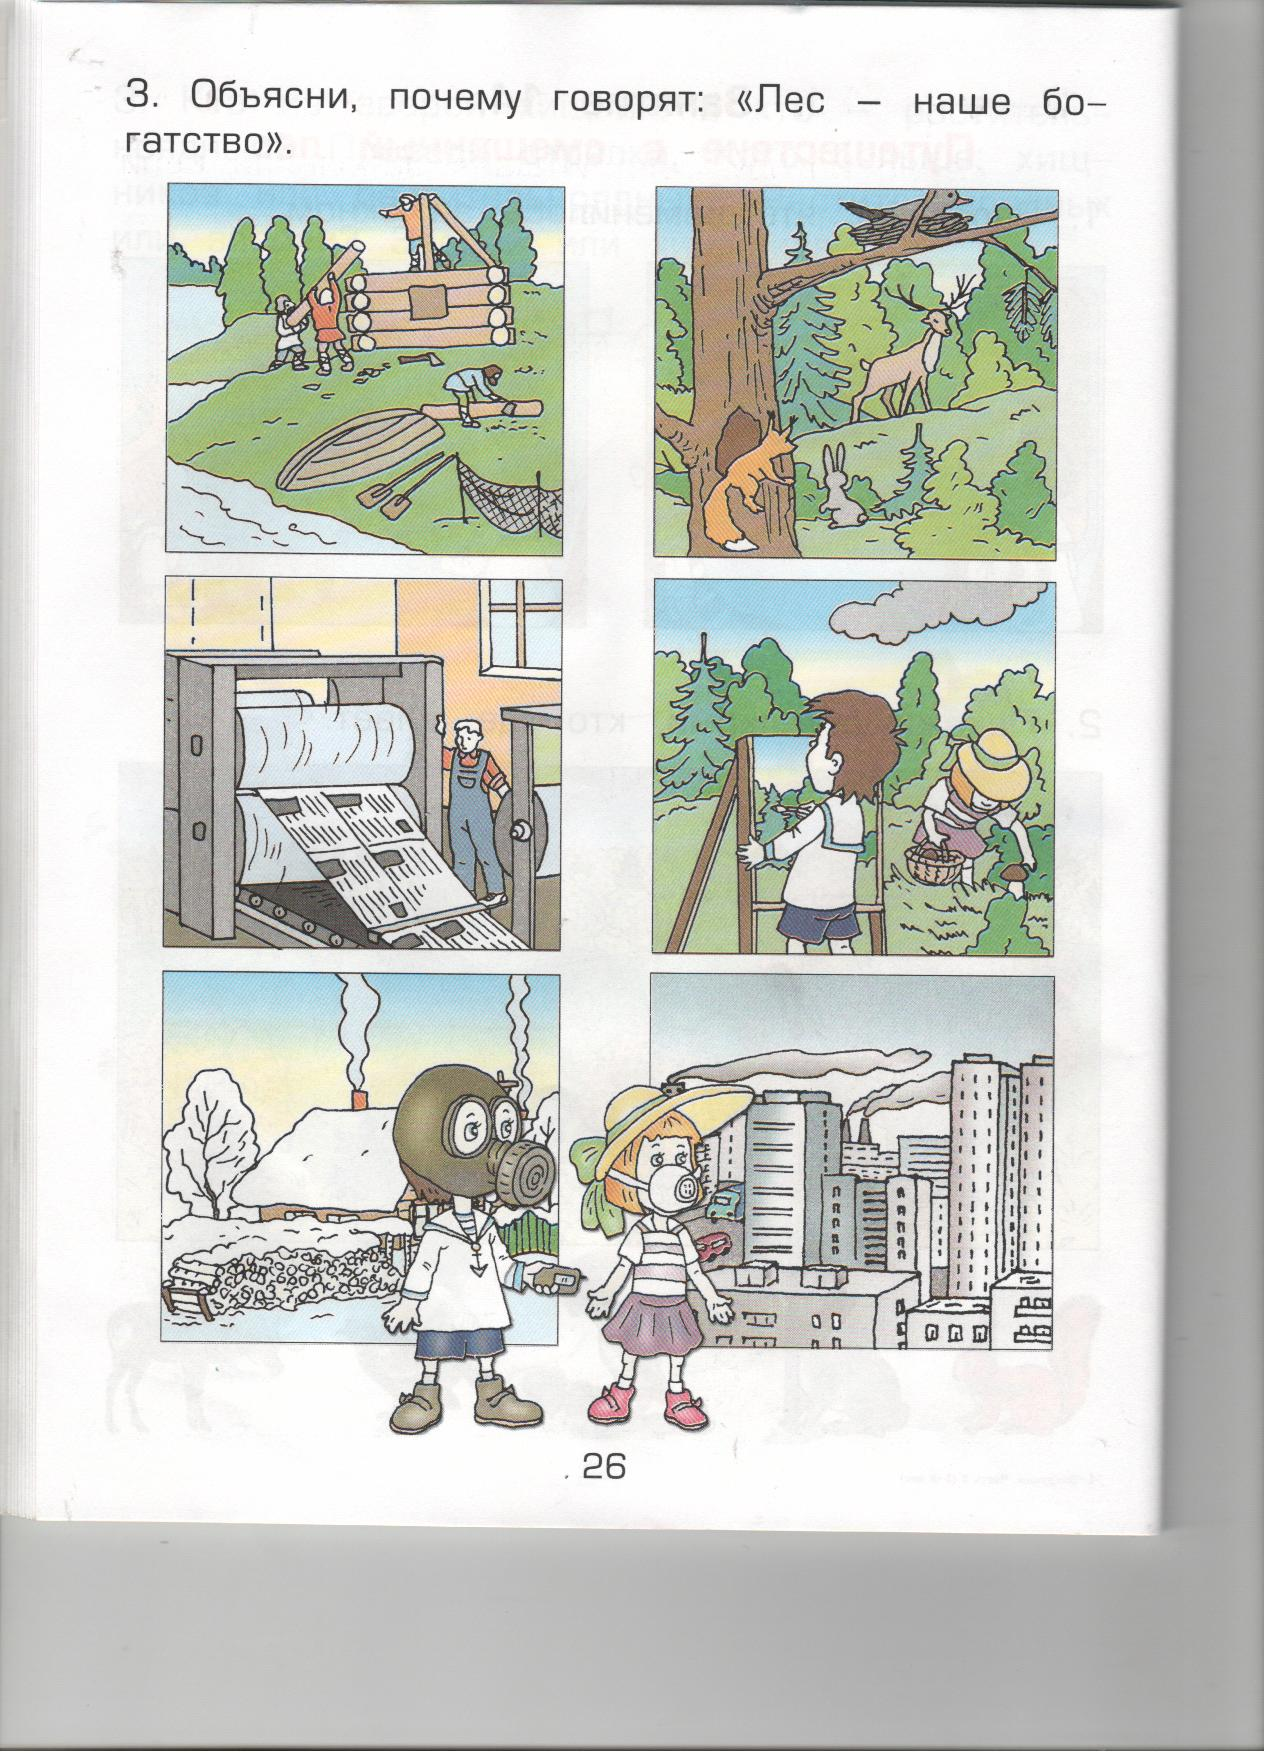 3. Объясни, почему говорят: «Лес – наше бо–
гатство».
26